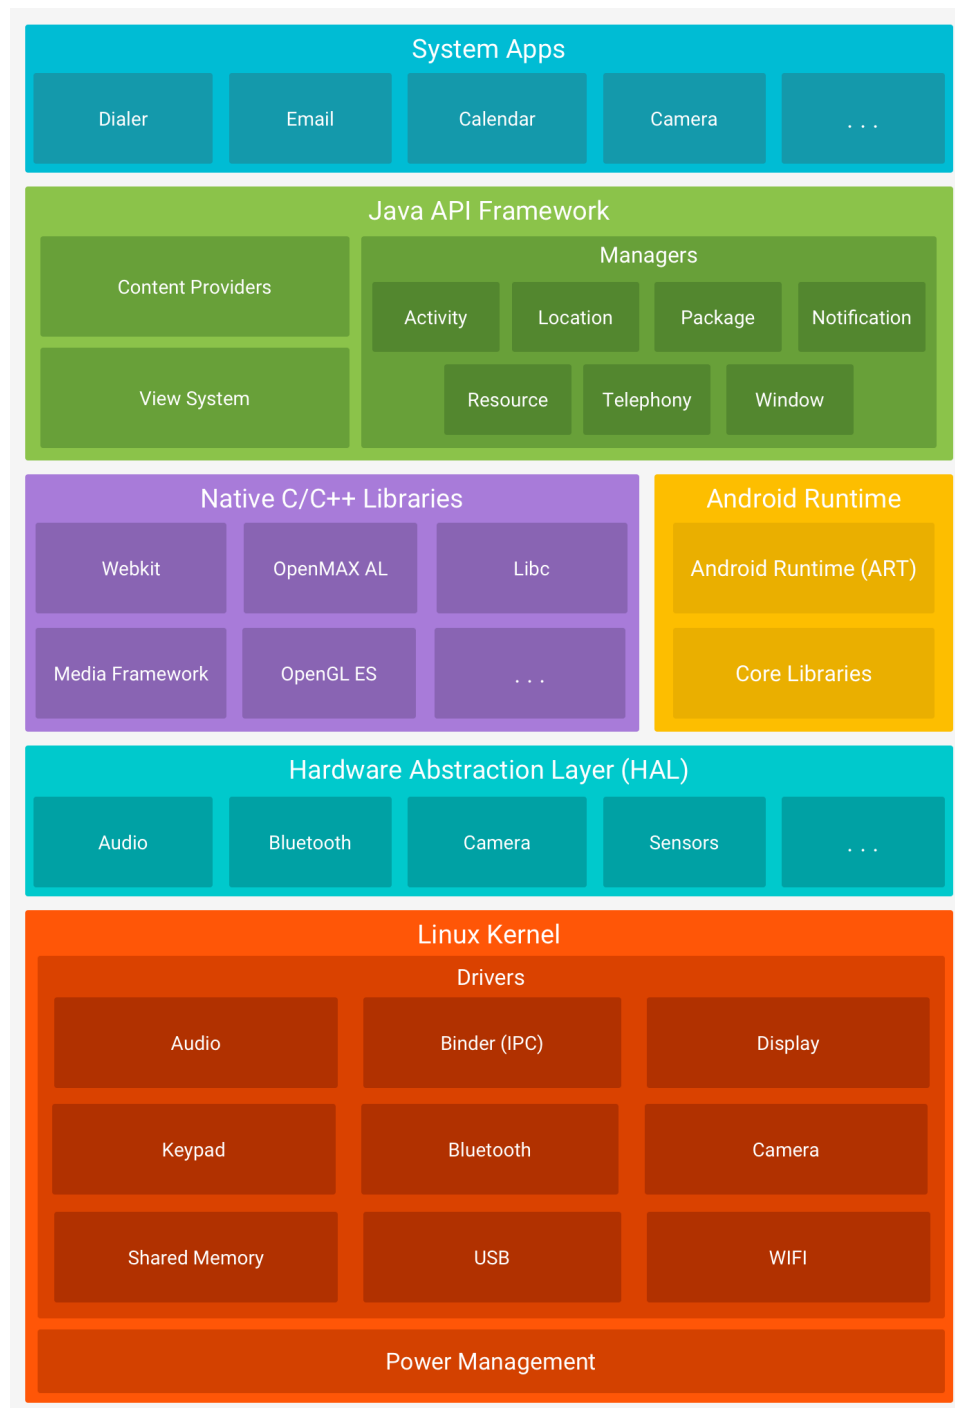 System Apps
Dialer
Email
Calendar
Camera
. . .
Java API Framework
Content Providers
View System
Managers
Activity
Location
Package
Notification
Resource
Telephony
Window
Native C/C++ Libraries
Webkit
OpenMAX AL
Libc
Media Framework
OpenGL ES
. . .
Android Runtime
Android Runtime (ART)
Core Libraries
Hardware Abstraction Layer (HAL)
Audio
Bluetooth
Camera
Sensors
. . .
Linux Kernel
Drivers
Audio
Binder (IPC)
Display
Keypad
Bluetooth
Camera
Shared Memory
USB
WIFI
Power Management